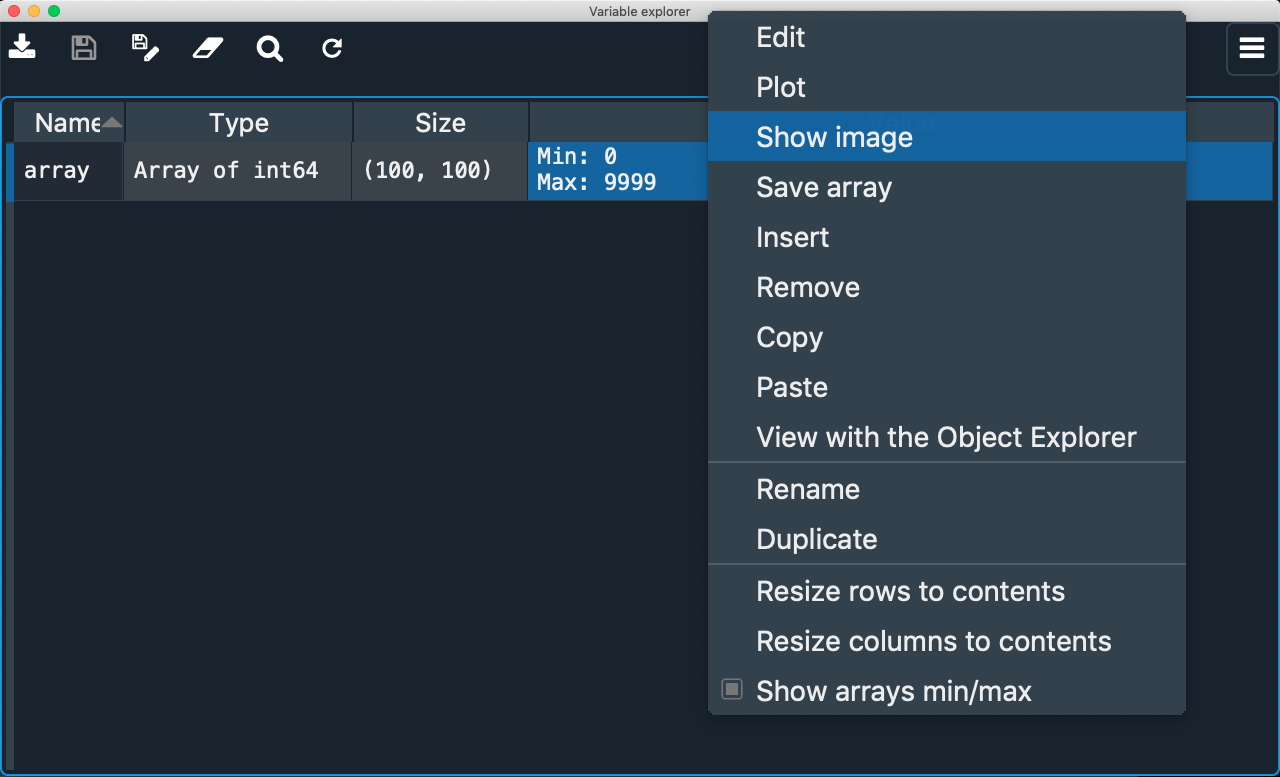 Variable explorer
Name Type Size Value
array Array of int64 (100, 100) Min: 0
Max: 9999
Edit
Plot
Show image
Save array
Insert
Remove
Copy
Paste
View with the Object Explorer
Rename
Duplicate
Resize rows to contents
Resize columns to contents
Show arrays min/max